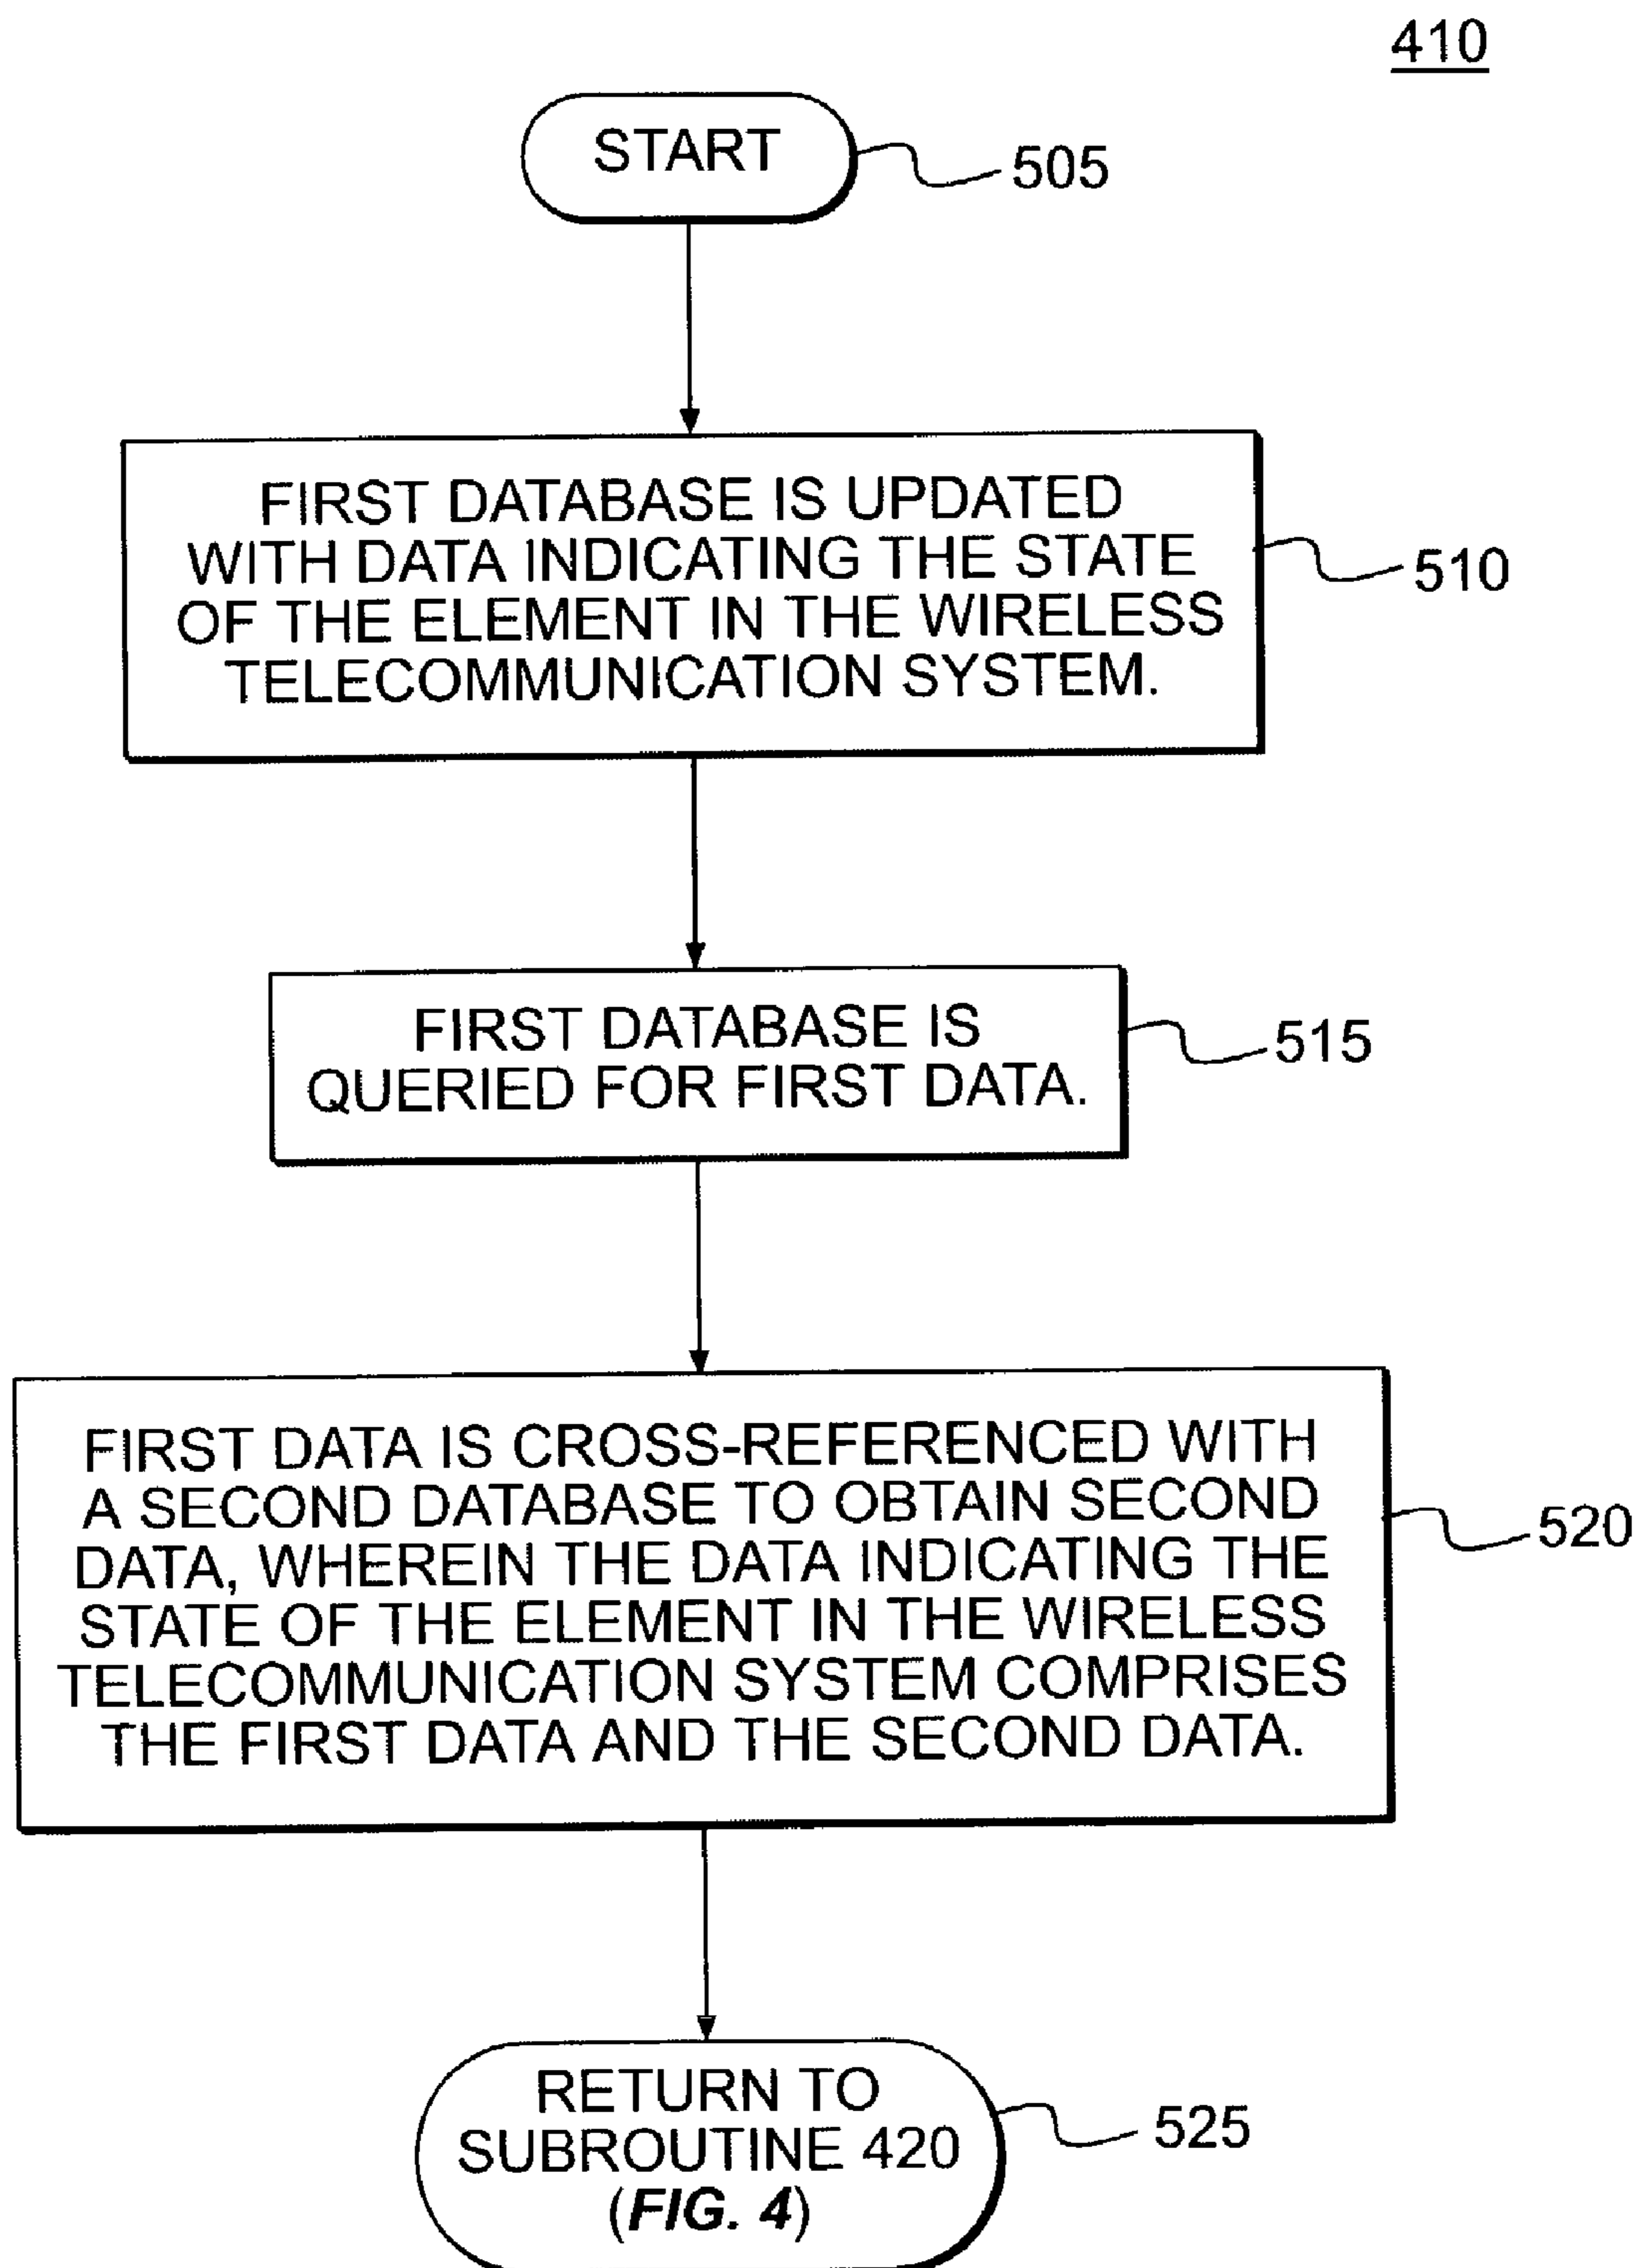 410
START
505
FIRST DATABASE IS UPDATED
WITH DATA INDICATING THE STATE
OF THE ELEMENT IN THE WIRELESS
TELECOMMUNICATION SYSTEM.
510
FIRST DATABASE IS
QUERIED FOR FIRST DATA.
515
FIRST DATA IS CROSS-REFERENCED WITH
A SECOND DATABASE TO OBTAIN SECOND
DATA, WHEREIN THE DATA INDICATING THE
STATE OF THE ELEMENT IN THE WIRELESS
TELECOMMUNICATION SYSTEM COMPRISES
THE FIRST DATA AND THE SECOND DATA.
520
RETURN TO
SUBROUTINE 420
(FIG. 4)
525